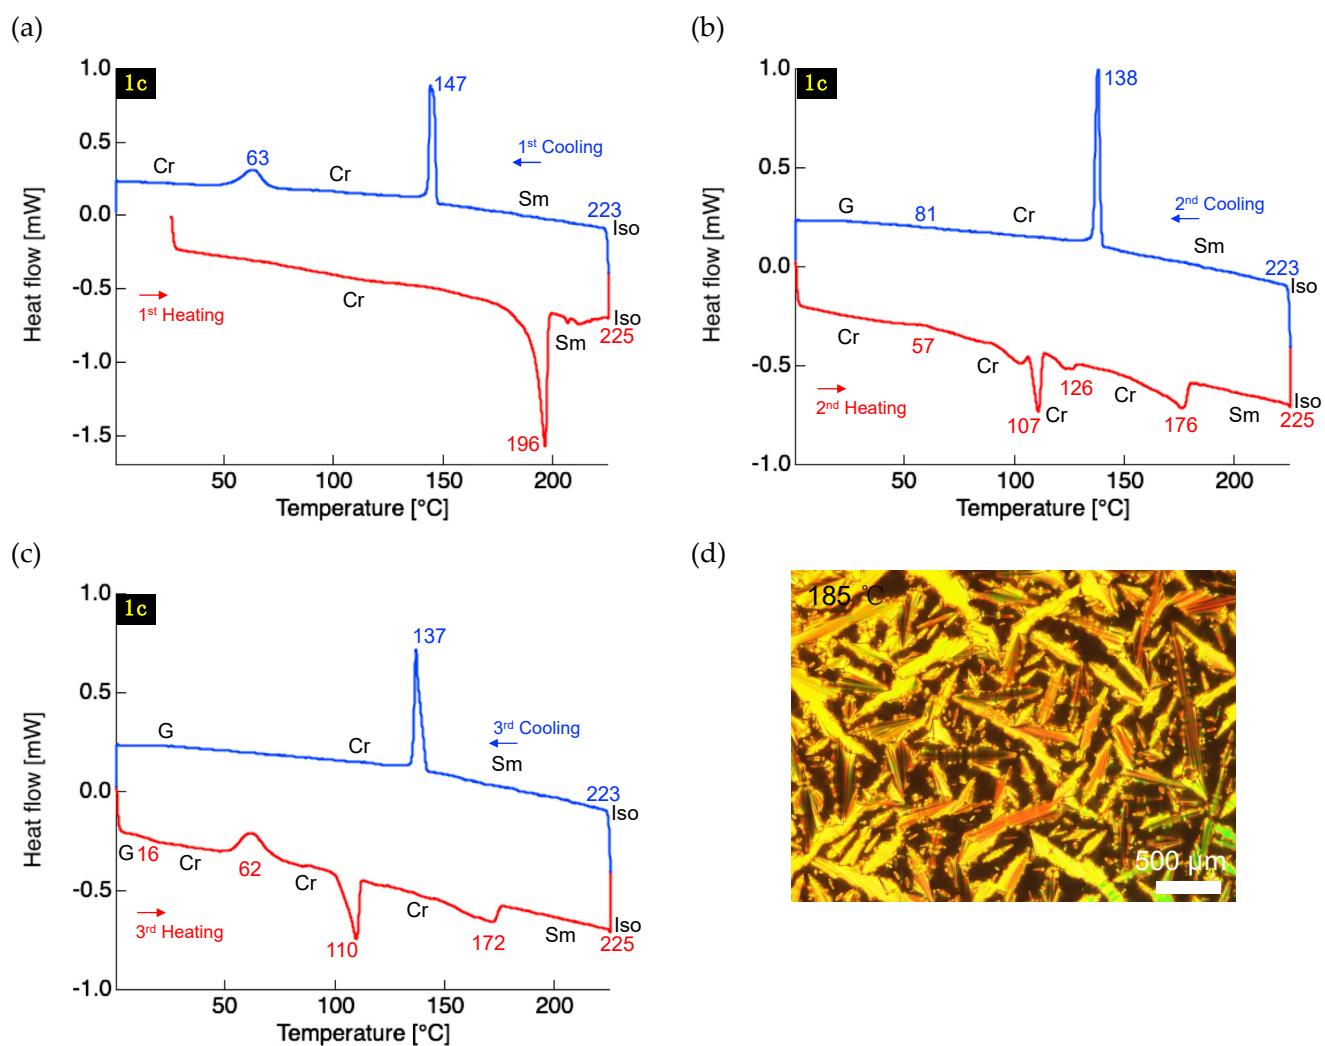 (a)
1c
1.0
0.5
0.0
-0.5
-1.0
-1.5
Heat flow [mW]
147
63
Cr
Cr
1st Cooling
Sm
223
Iso
Cr
1st Heating
Sm
Iso
225
196
50
100
150
200
Temperature [°C]
(b)
1c
1.0
0.5
0.0
-0.5
-1.0
Heat flow [mW]
138
2nd Cooling
G
81
Cr
Sm
223
Iso
Cr
57
Cr
126
Cr
Iso
2nd Heating
107
Cr
176
Sm
225
50
100
150
200
Temperature [°C]
(c)
1c
1.0
0.5
0.0
-0.5
-1.0
Heat flow [mW]
137
3rd Cooling
G
Cr
Sm
223
Iso
G 16
Cr
62
Cr
Cr
Sm
Iso
3rd Heating
110
172
225
50
100
150
200
Temperature [°C]
(d)
185 ℃
500 μm